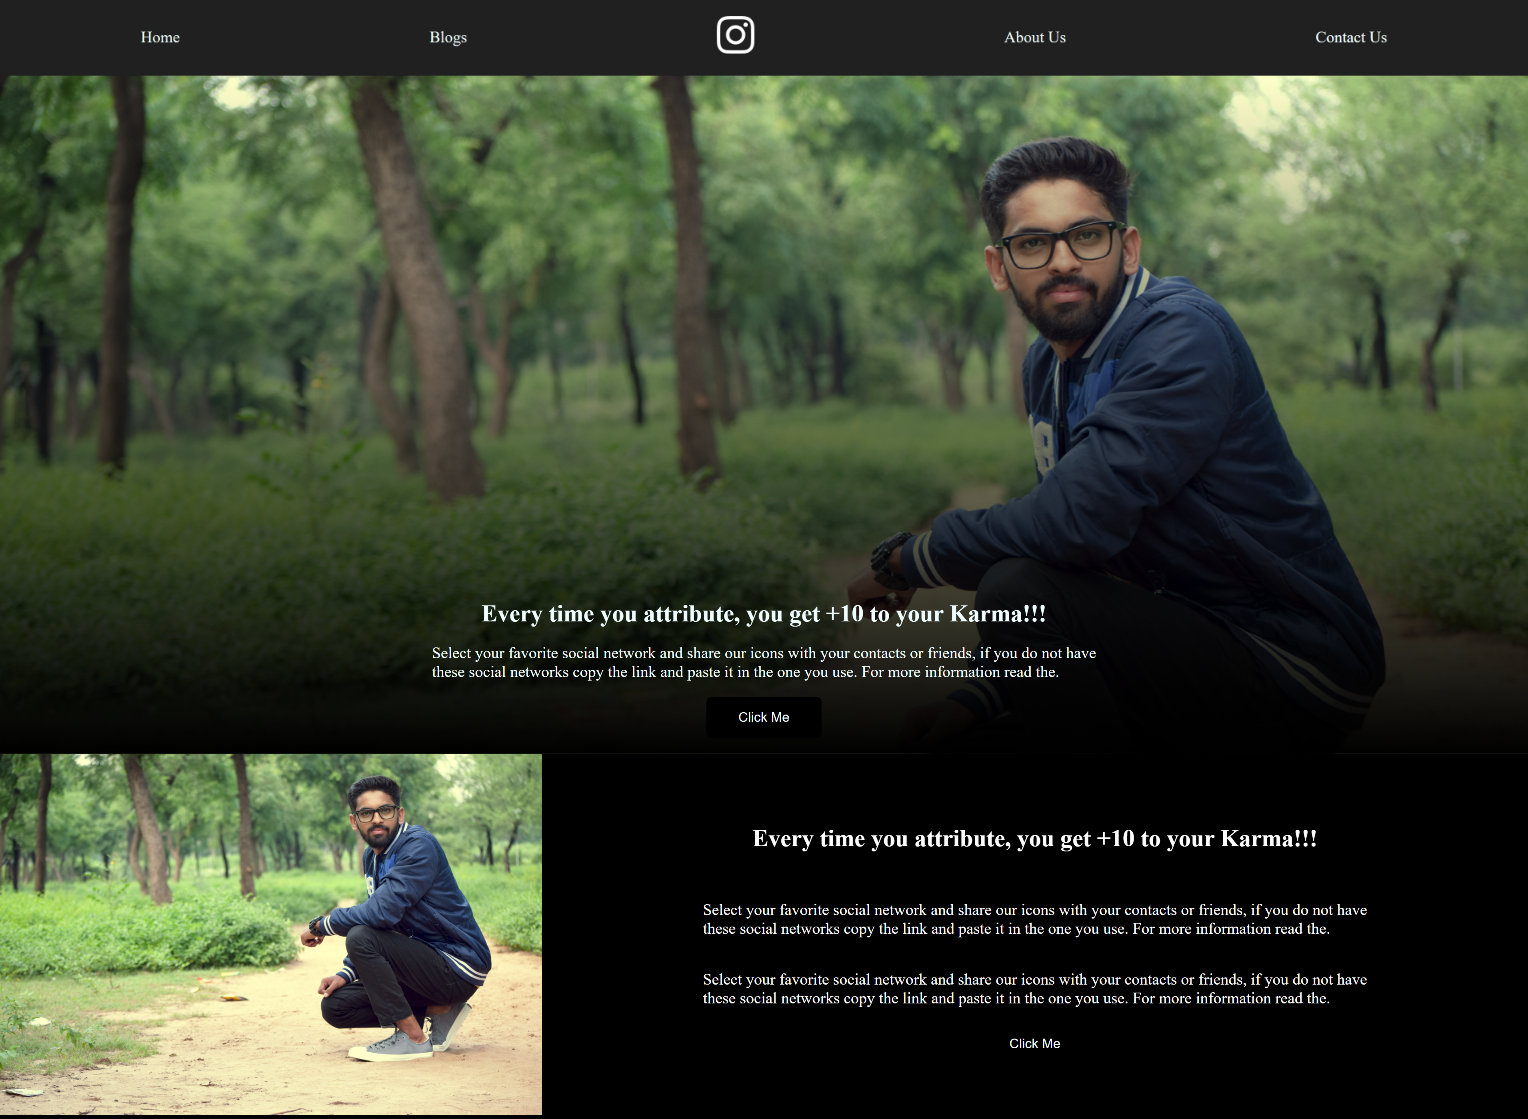 Home
Blogs
About Us
Contact Us
Every time you attribute, you get +10 to your Karma!!!
Select your favorite social network and share our icons with your contacts or friends, if you do not have
these social networks copy the link and paste it in the one you use. For more information read the.
Click Me
Every time you attribute, you get +10 to your Karma!!!
Select your favorite social network and share our icons with your contacts or friends, if you do not have
these social networks copy the link and paste it in the one you use. For more information read the.
Select your favorite social network and share our icons with your contacts or friends, if you do not have
these social networks copy the link and paste it in the one you use. For more information read the.
Click Me